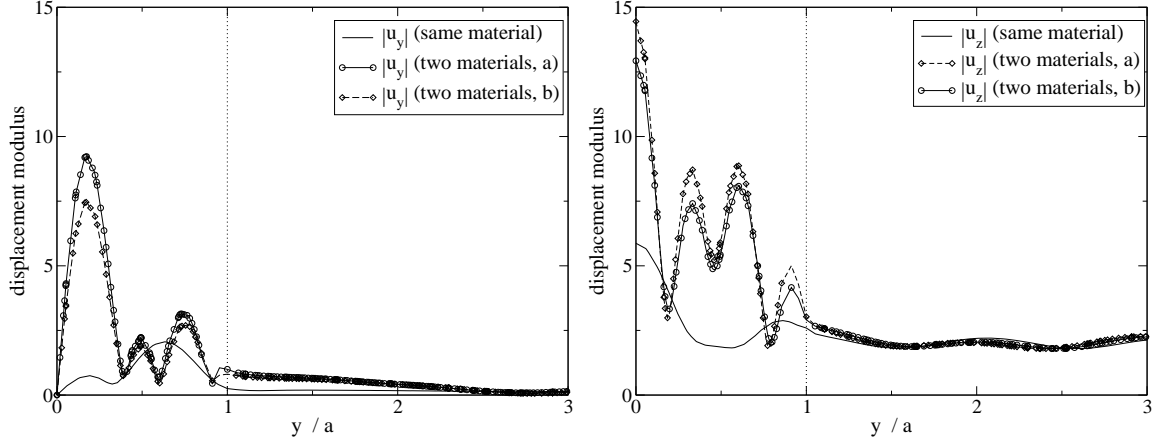 15
10
5
0
displacement modulus
|u_y| (same material)
|u_y| (two materials, a)
|u_y| (two materials, b)
0
1
2
3
y / a
15
10
5
0
displacement modulus
|u_z| (same material)
|u_z| (two materials, a)
|u_z| (two materials, b)
0
1
2
3
y / a